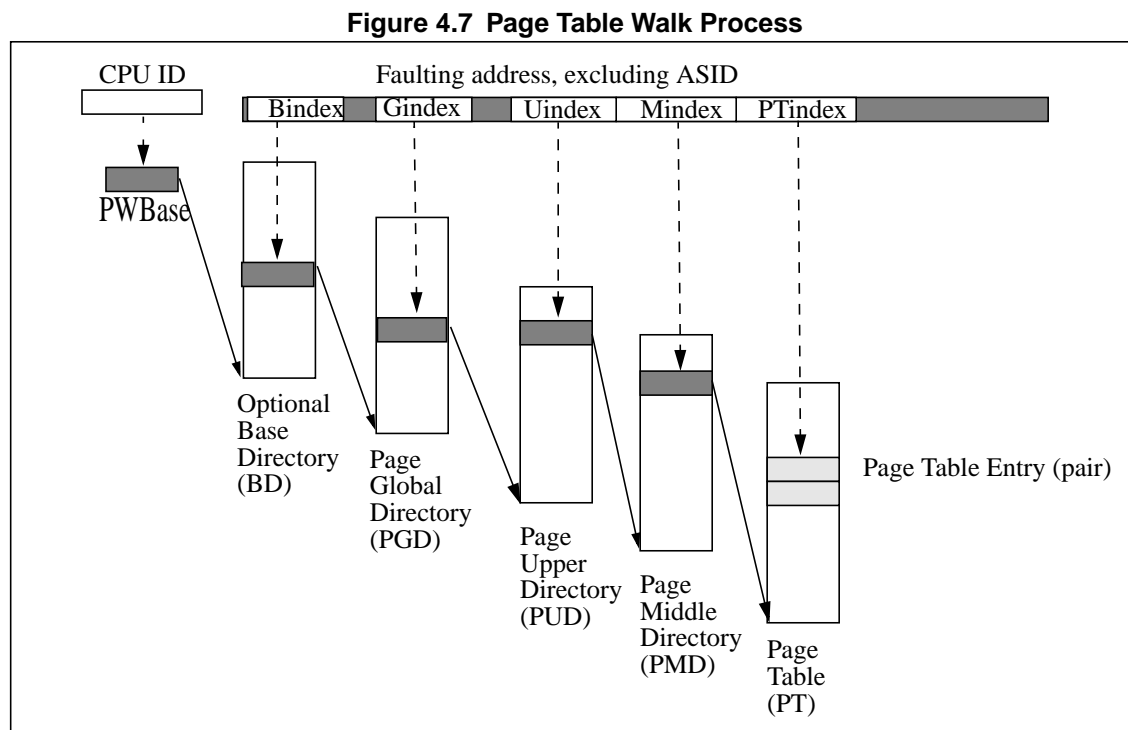 Figure 4.7 Page Table Walk Process
CPU ID
Faulting address, excluding ASID
Bindex
Gindex
Uindex
Mindex
PTindex
PWBase
Optional
Base
Directory
(BD)
Page
Global
Directory
(PGD)
Page
Upper
Directory
(PUD)
Page
Middle
Directory
(PMD)
Page
Table
(PT)
Page Table Entry (pair)